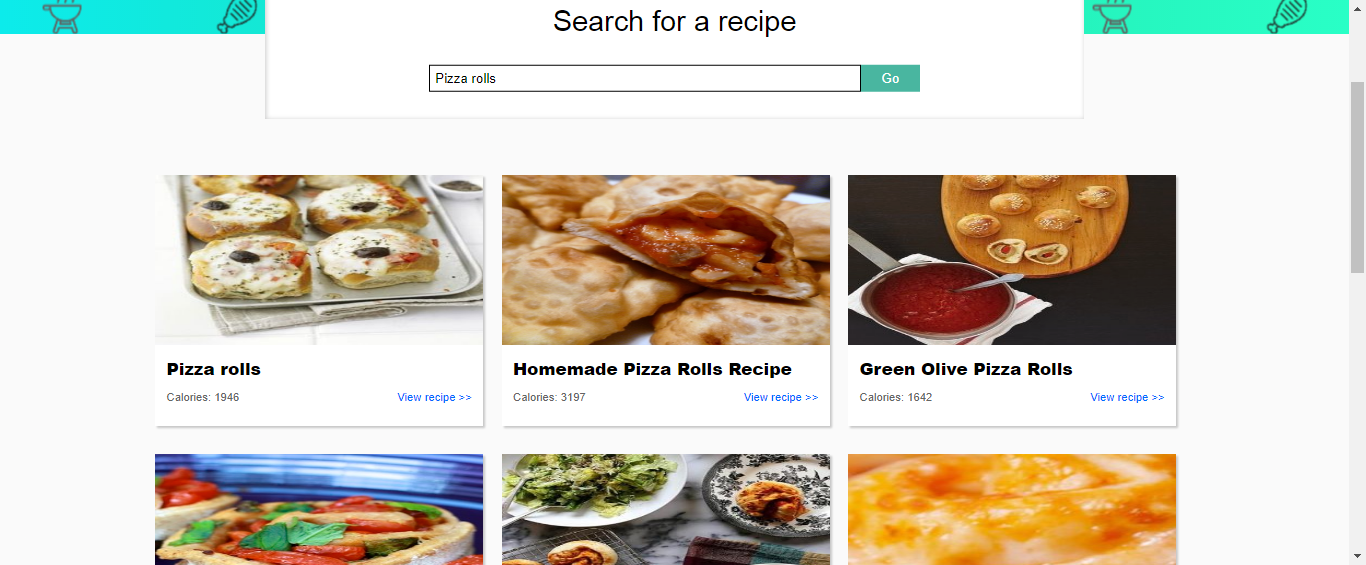 Search for a recipe
Pizza rolls
Go
Pizza rolls
Calories: 1946
View recipe >>
Homemade Pizza Rolls Recipe
Calories: 3197
View recipe >>
Green Olive Pizza Rolls
Calories: 1642
View recipe >>